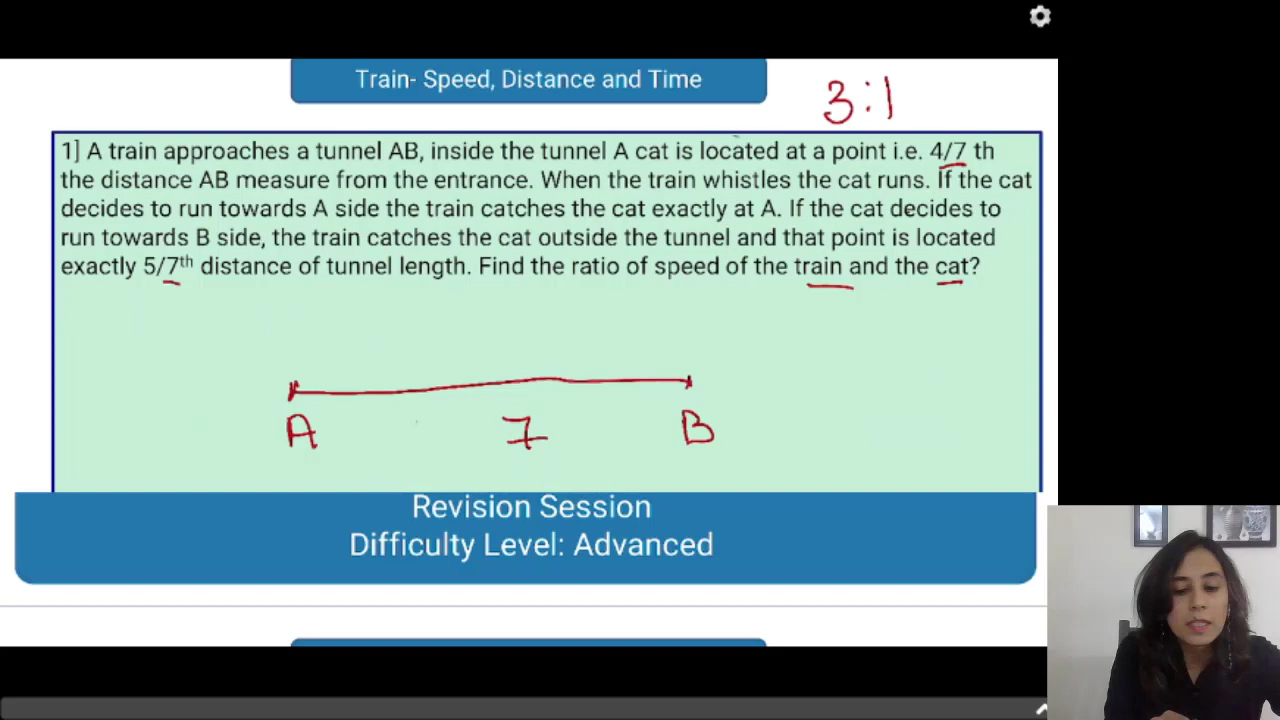 Train- Speed, Distance and Time
3:1
1] A train approaches a tunnel AB, inside the tunnel A cat is located at a point i.e. 4/7 th
the distance AB measure from the entrance. When the train whistles the cat runs. If the cat
decides to run towards A side the train catches the cat exactly at A. If the cat decides to
run towards B side, the train catches the cat outside the tunnel and that point is located
exactly 5/7th distance of tunnel length. Find the ratio of speed of the train and the cat?
A 7 B
Revision Session
Difficulty Level: Advanced